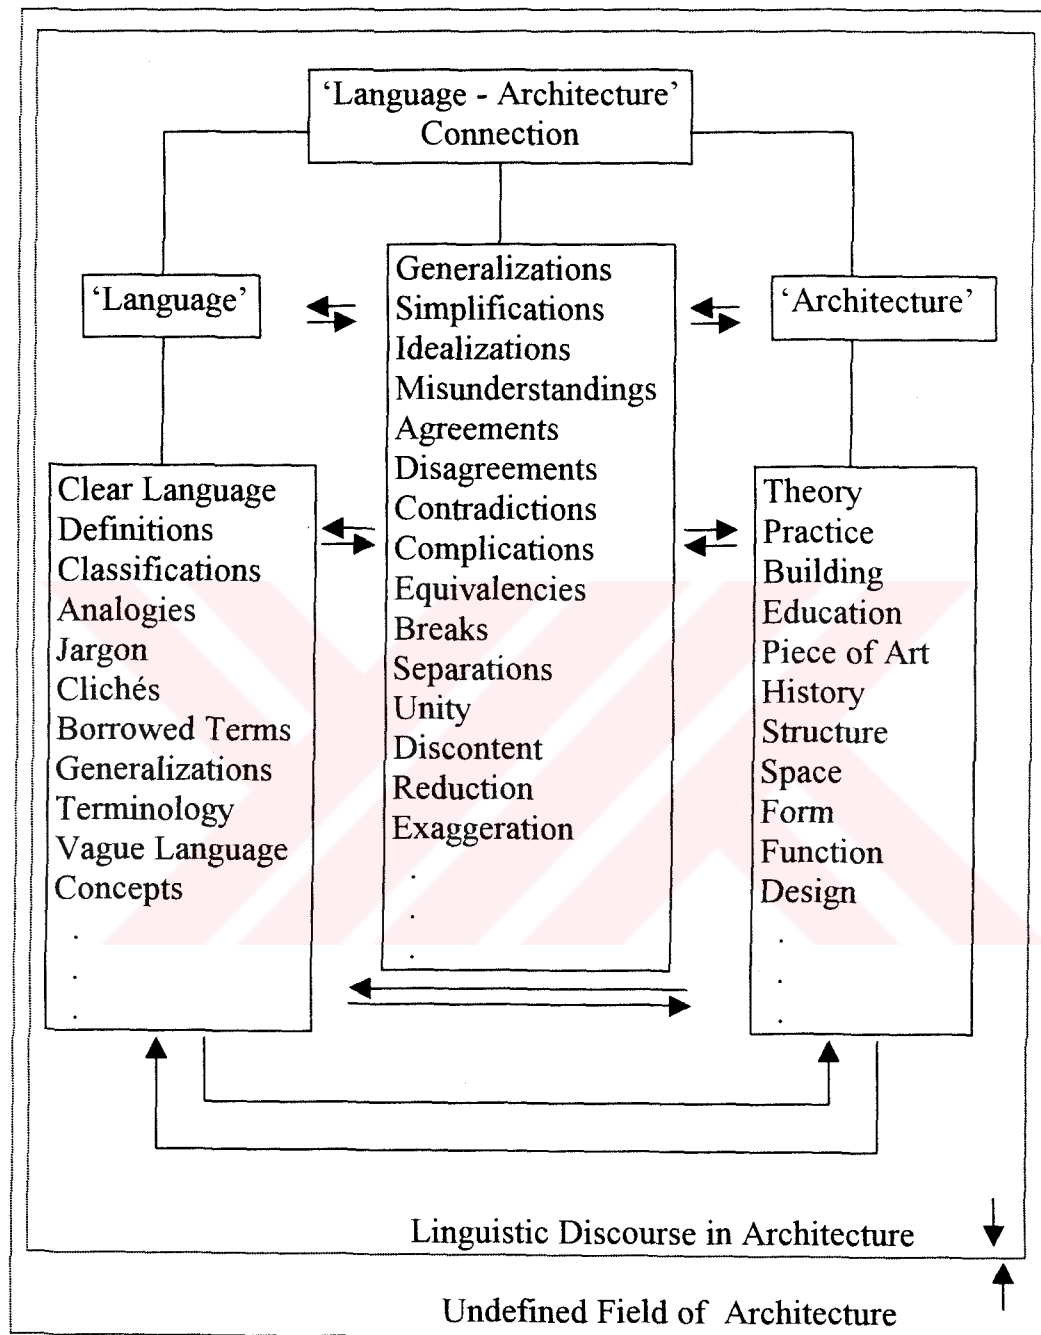 ‘Language - Architecture’
Connection
‘Language’
‘Architecture’
Generalizations
Simplifications
Idealizations
Misunderstandings
Agreements
Disagreements
Contradictions
Complications
Equivalencies
Breaks
Separations
Unity
Discontent
Reduction
Exaggeration
.
.
.
Clear Language
Definitions
Classifications
Analogies
Jargon
Clichés
Borrowed Terms
Generalizations
Terminology
Vague Language
Concepts
.
.
.
Theory
Practice
Building
Education
Piece of Art
History
Structure
Space
Form
Function
Design
.
.
.
Linguistic Discourse in Architecture
Undefined Field of Architecture